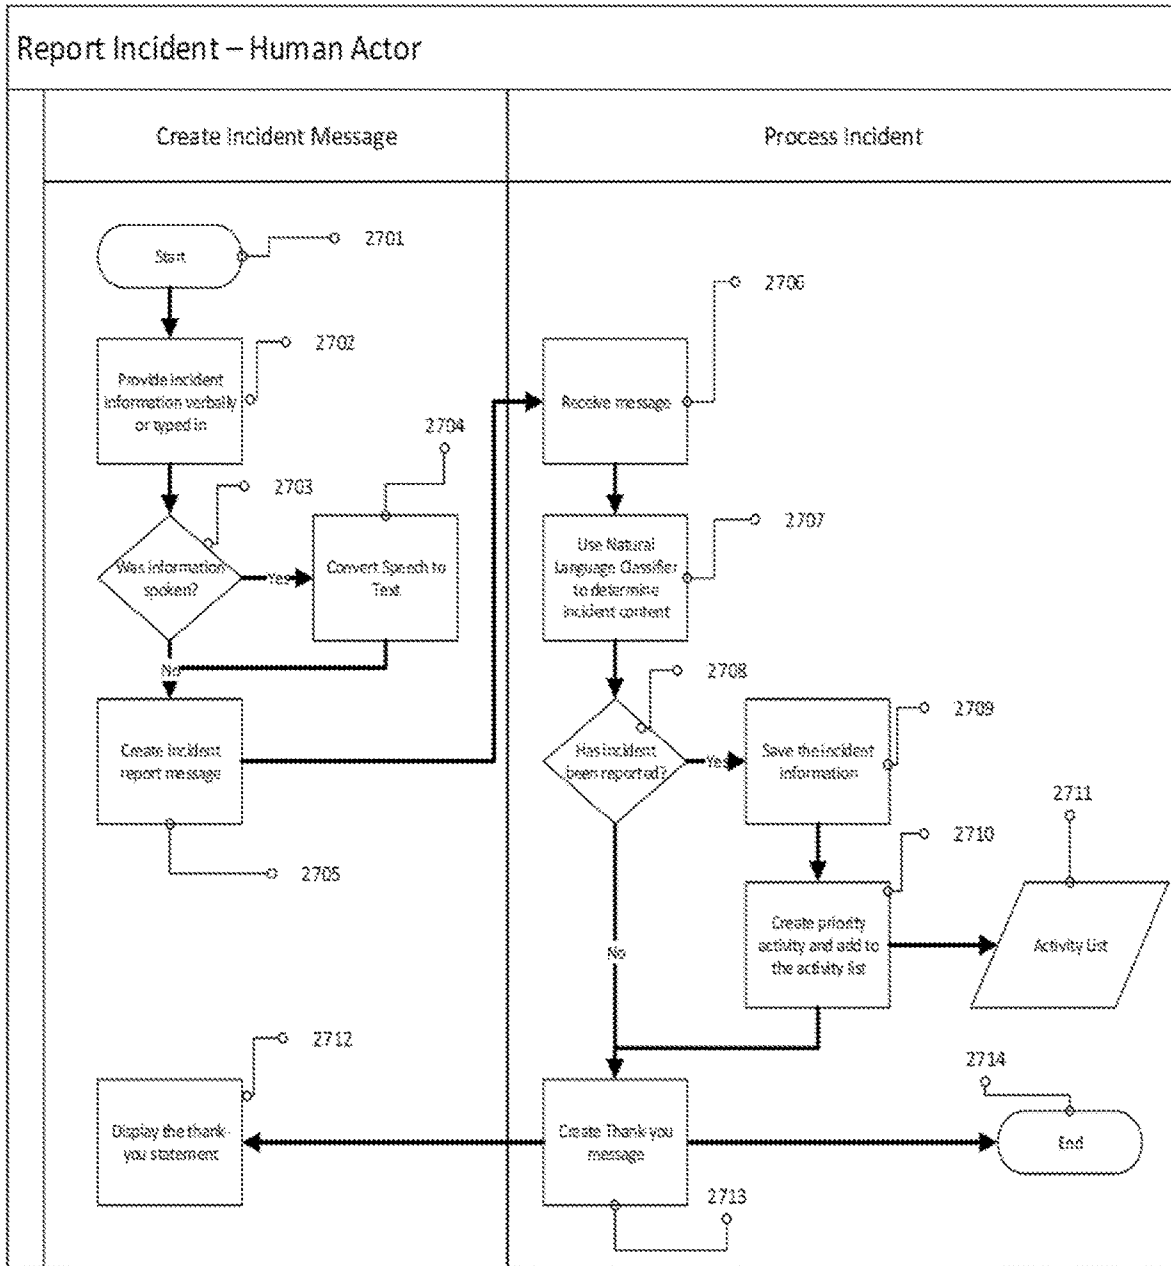 Report Incident – Human Actor
Create Incident Message
Process Incident
Start
2701
2702
Provide incident
information verbally
or typed in
2703
Was information
spoken?
Yes
2704
Convert Speech to
Text
No
Create Incident
report message
2705
2706
Receive message
2707
Use Natural
Language Classifier
to determine
incident content
2708
Has incident
been reported?
Yes
2709
Save the incident
information
2710
Create priority
activity and add to
the activity list
2711
Activity List
No
2712
Display the thank-
you statement
Create Thank-you
message
2713
2714
End